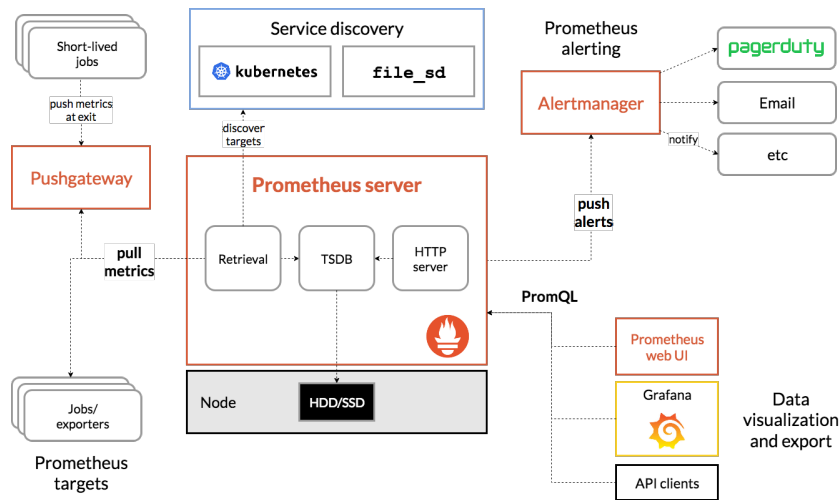 Short-lived
jobs
push metrics
at exit
Pushgateway
Service discovery
kubernetes
file_sd
discover
targets
Prometheus
alerting
Alertmanager
pagerduty
Email
notify
etc
Prometheus server
Retrieval
TSDB
HTTP
server
pull
metrics
push
alerts
PromQL
Node
HDD/SSD
Jobs/
exporters
Prometheus
targets
Prometheus
web UI
Grafana
API clients
Data
visualization
and export